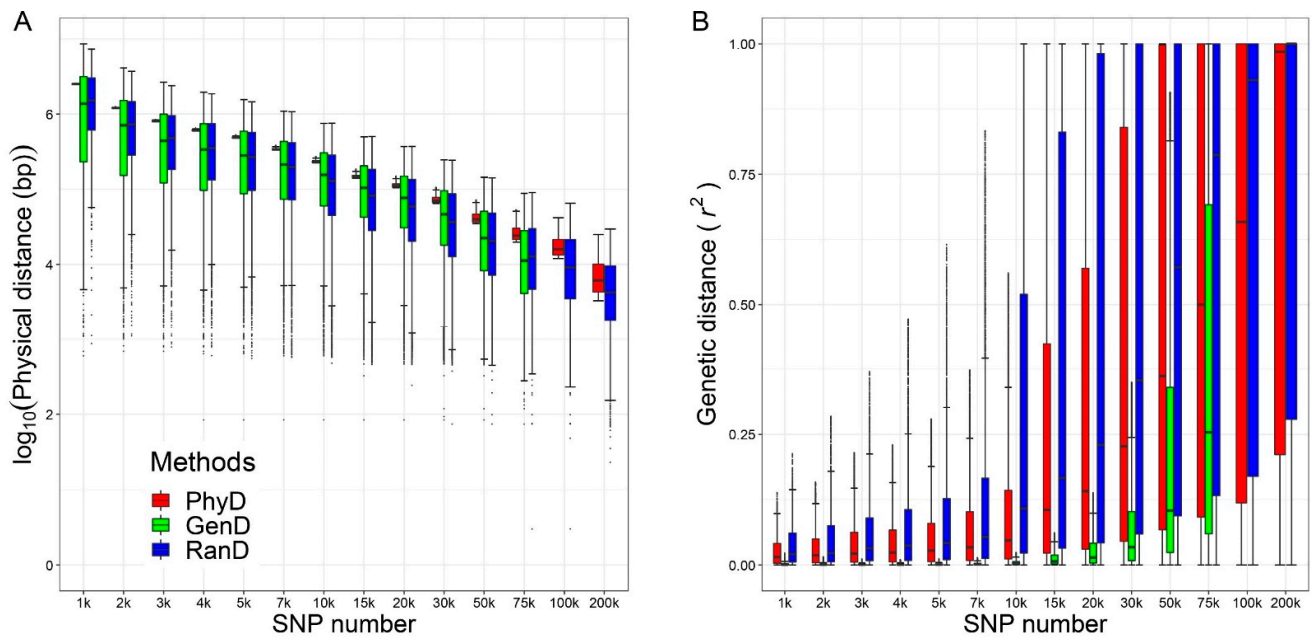 A
log₁₀(Physical distance (bp))
6
4
2
0
Methods
PhyD
GenD
RanD
1k 2k 3k 4k 5k 7k 10k 15k 20k 30k 50k 75k 100k 200k
SNP number
B
Genetic distance ( r² )
1.00
0.75
0.50
0.25
0.00
1k 2k 3k 4k 5k 7k 10k 15k 20k 30k 50k 75k 100k 200k
SNP number